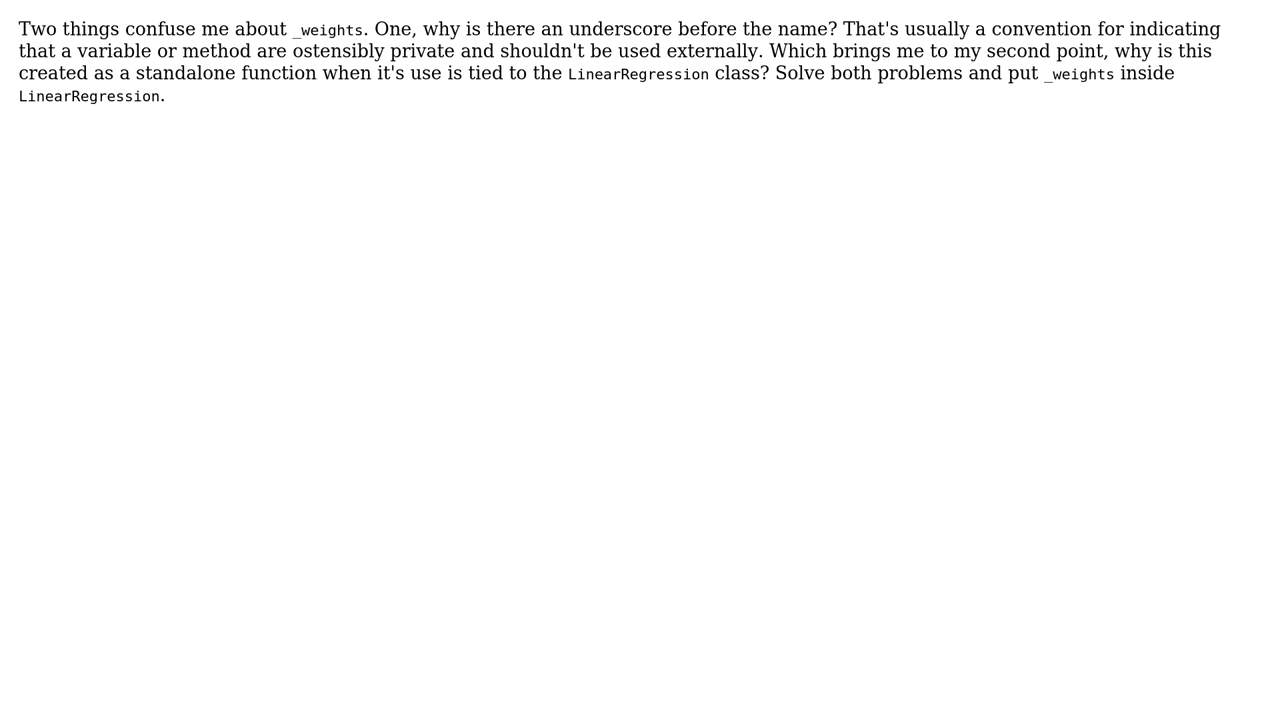 Two things confuse me about _weights. One, why is there an underscore before the name? That's usually a convention for indicating
that a variable or method are ostensibly private and shouldn't be used externally. Which brings me to my second point, why is this
created as a standalone function when it's use is tied to the LinearRegression class? Solve both problems and put _weights inside
LinearRegression.